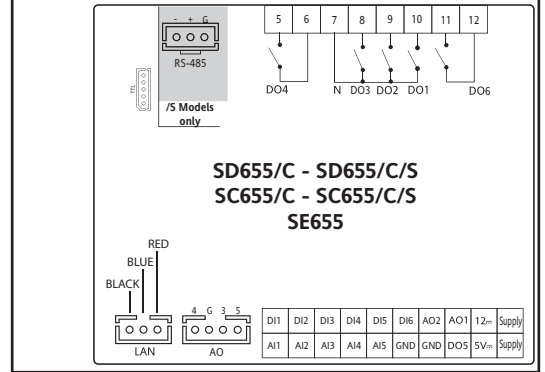 - + G
5 6 7 8 9 10 11 12
RS-485
TTL
DO4 N DO3 DO2 DO1 DO6
/S Models
only
SD655/C - SD655/C/S
SC655/C - SC655/C/S
SE655
RED
BLUE
BLACK
4 G 3 5
LAN AO
DI1 DI2 DI3 DI4 DI5 DI6 AO2 AO1 12⎓ Supply
AI1 AI2 AI3 AI4 AI5 GND GND DO5 5V⎓ Supply